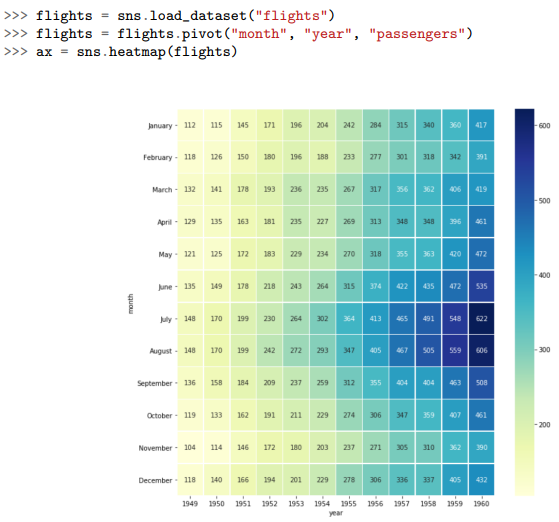 >>> flights = sns.load_dataset("flights")
>>> flights = flights.pivot("month", "year", "passengers")
>>> ax = sns.heatmap(flights)
January 112 115 145 171 196 204 242 284 315 340 360 417
February 118 126 150 180 196 188 233 277 301 318 342 391
March 132 141 178 193 236 235 267 317 356 362 406 419
April 129 135 163 181 235 227 269 313 348 348 396 461
May 121 125 172 183 229 234 270 318 355 363 420 472
June 135 149 178 218 243 264 315 374 422 435 472 535
July 148 170 199 230 264 302 364 413 465 491 548 622
August 148 170 199 242 272 293 347 405 467 505 559 606
September 136 158 184 209 237 259 312 355 404 404 463 508
October 119 133 162 191 211 229 274 306 347 359 407 461
November 104 114 146 172 180 203 237 271 305 310 362 390
December 118 140 166 194 201 229 278 306 336 337 405 432
1949 1950 1951 1952 1953 1954 1955 1956 1957 1958 1959 1960
year
month
600
500
400
300
200